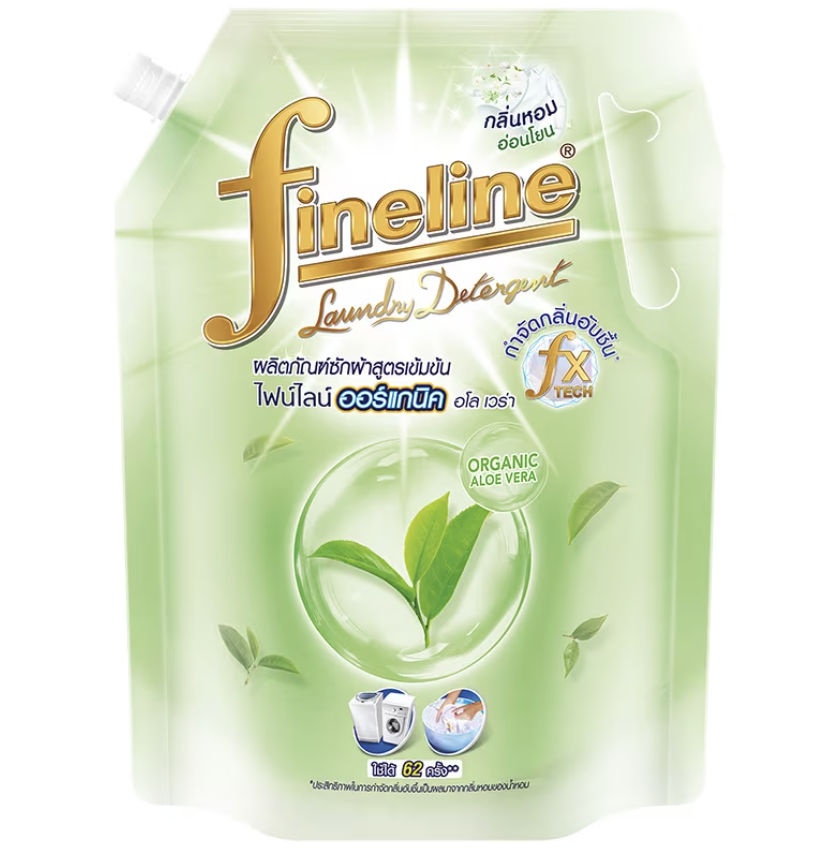 กลิ่นหอม
อ่อนโยน
fineline®
Laundry Detergent
ผลิตภัณฑ์ซักผ้าสูตรเข้มข้น
ไฟน์ไลน์ ออร์แกนิค อโล เวร่า
กำจัดกลิ่นอับชื้น*
fx
TECH
ORGANIC
ALOE VERA
ใช้ได้ 62 ครั้ง**
*ประสิทธิภาพในการกำจัดกลิ่นอับชื้นเป็นผลมาจากกลิ่นหอมของน้ำหอม